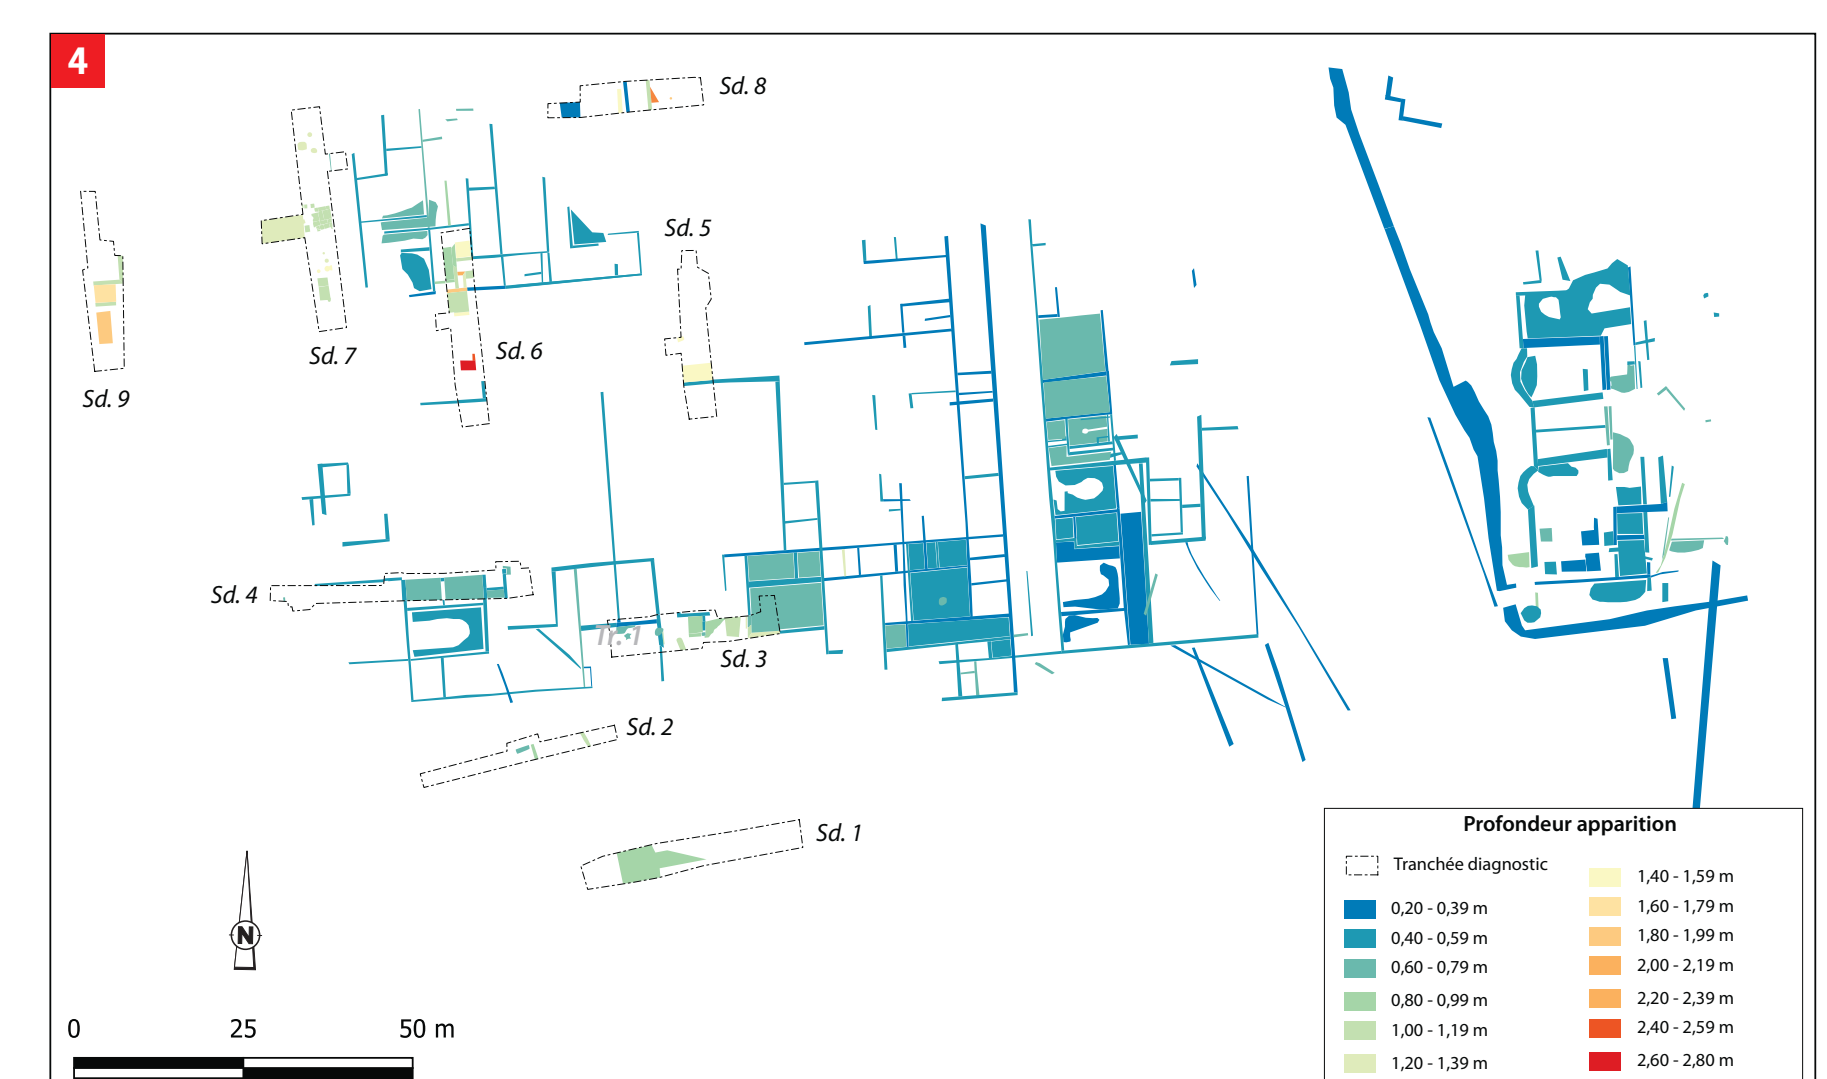 4
Sd. 8
Sd. 5
Sd. 7
Sd. 6
Sd. 9
Sd. 4
Tr. 1
Sd. 3
Sd. 2
Sd. 1
N
0 25 50 m
Profondeur apparition
Tranchée diagnostic
0,20 - 0,39 m
0,40 - 0,59 m
0,60 - 0,79 m
0,80 - 0,99 m
1,00 - 1,19 m
1,20 - 1,39 m
1,40 - 1,59 m
1,60 - 1,79 m
1,80 - 1,99 m
2,00 - 2,19 m
2,20 - 2,39 m
2,40 - 2,59 m
2,60 - 2,80 m